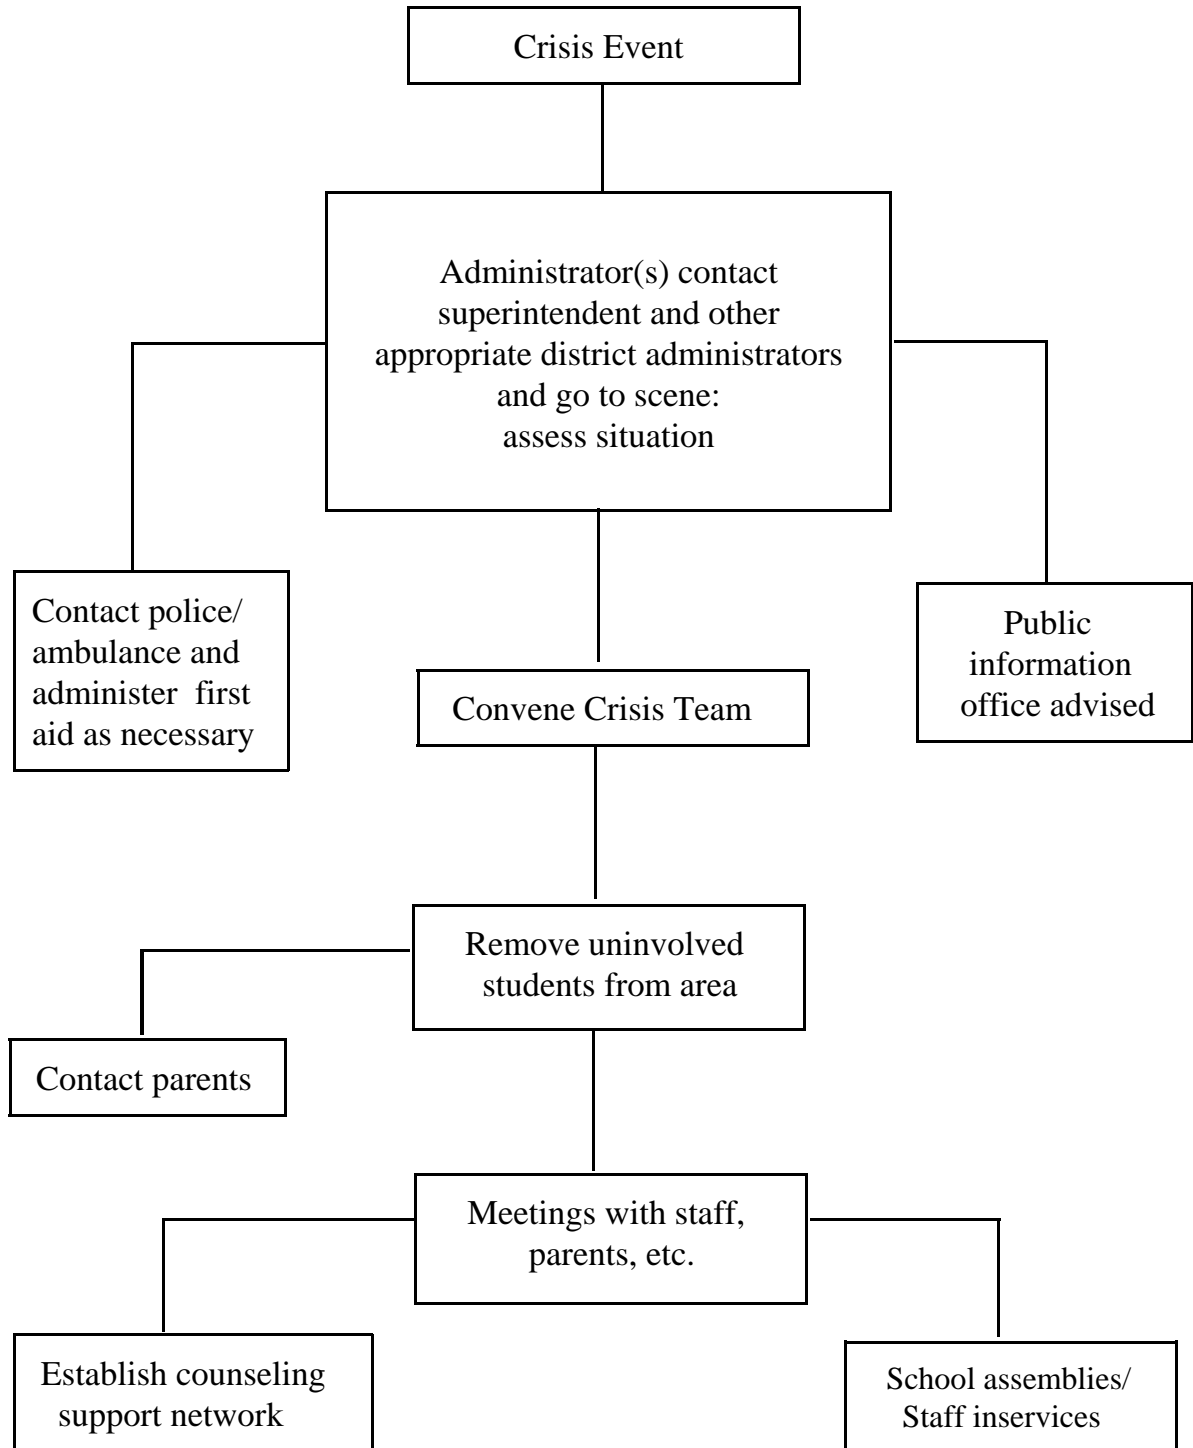 Crisis Event
Administrator(s) contact
superintendent and other
appropriate district administrators
and go to scene:
assess situation
Contact police/
ambulance and
administer first
aid as necessary
Convene Crisis Team
Public
information
office advised
Remove uninvolved
students from area
Contact parents
Meetings with staff,
parents, etc.
Establish counseling
support network
School assemblies/
Staff inservices